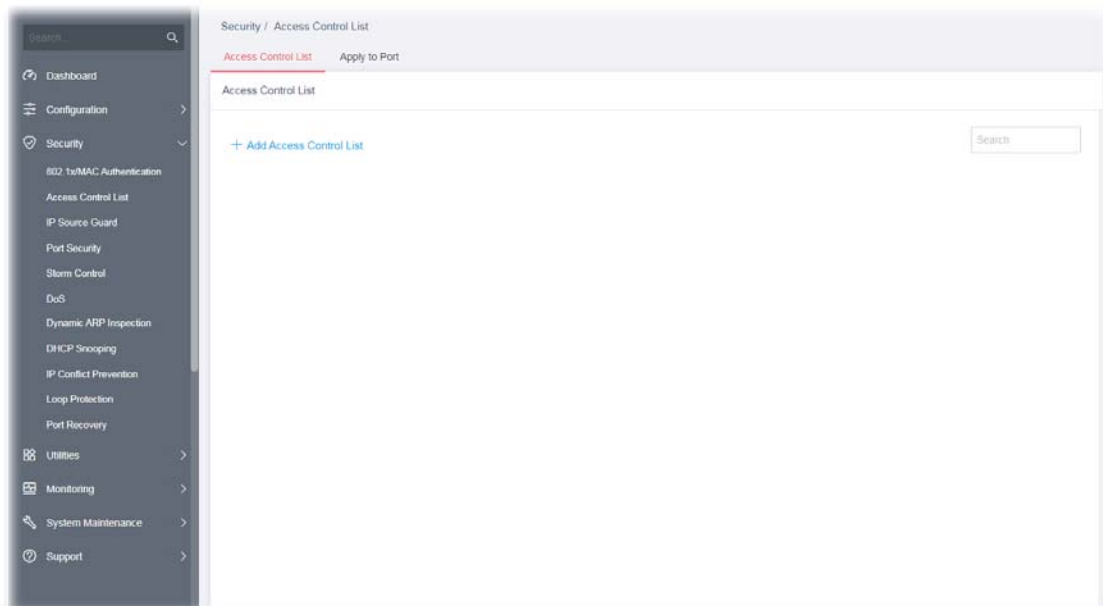 Search...
Dashboard
Configuration
Security
802.1x/MAC Authentication
Access Control List
IP Source Guard
Port Security
Storm Control
DoS
Dynamic ARP Inspection
DHCP Snooping
IP Conflict Prevention
Loop Protection
Port Recovery
Utilities
Monitoring
System Maintenance
Support
Security / Access Control List
Access Control List Apply to Port
Access Control List
+ Add Access Control List
Search